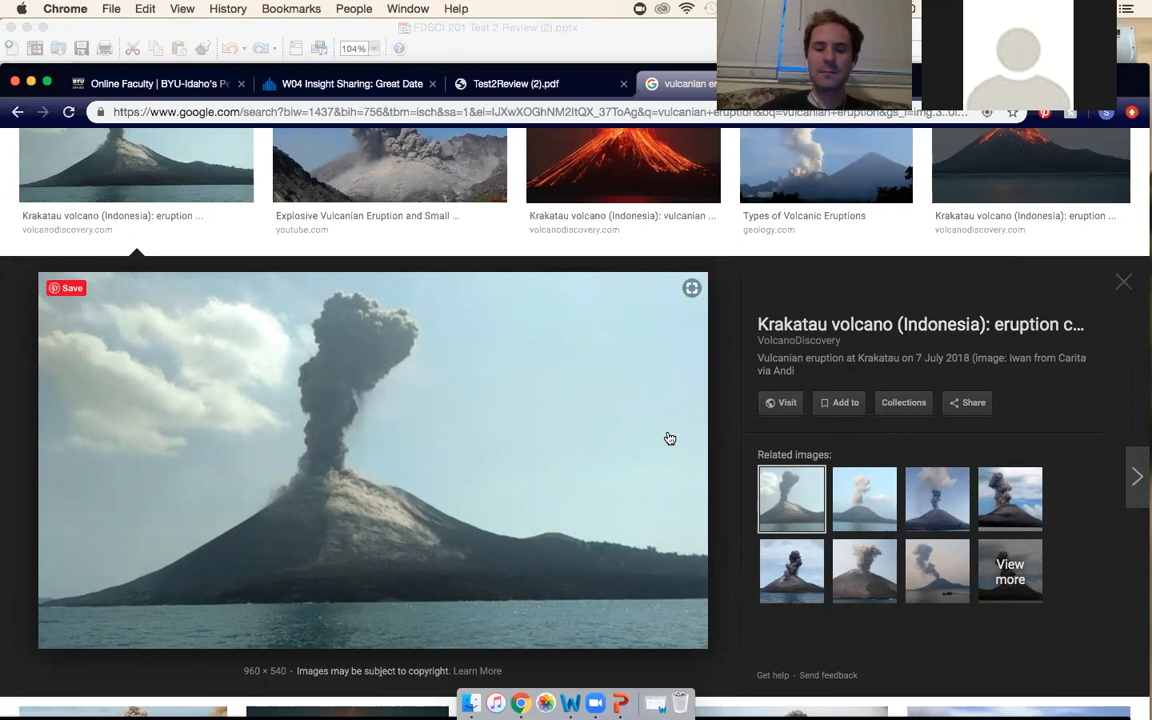 Chrome File Edit View History Bookmarks People Window Help
FDSCI 201 Test 2 Review (2).pptx
104%
Online Faculty | BYU-Idaho's Pe
W04 Insight Sharing: Great Date
Test2Review (2).pdf
vulcanian er
https://www.google.com/search?biw=1437&bih=756&tbm=isch&sa=1&ei=IJXwXOGhNM2ItQX_37ToAg&q=vulcanian+eruption&oq=vulcanian+eruption&gs_l=img.3..0l...
Krakatau volcano (Indonesia): eruption ...
volcanodiscovery.com
Explosive Vulcanian Eruption and Small ...
youtube.com
Krakatau volcano (Indonesia): vulcanian ...
volcanodiscovery.com
Types of Volcanic Eruptions
geology.com
Krakatau volcano (Indonesia): eruption ...
volcanodiscovery.com
Save
Krakatau volcano (Indonesia): eruption c...
VolcanoDiscovery
Vulcanian eruption at Krakatau on 7 July 2018 (image: Iwan from Carita
via Andi
Visit
Add to
Collections
Share
Related images:
View
more
960 × 540 - Images may be subject to copyright. Learn More
Get help - Send feedback